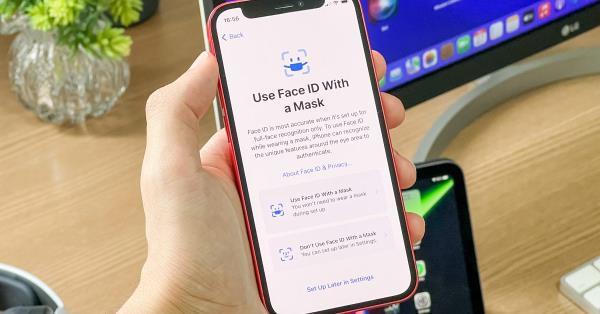 16:56
Back
Use Face ID With
a Mask
Face ID is most accurate when it's set up for
full-face recognition only. To use Face ID
while wearing a mask, iPhone can recognize
the unique features around the eye area to
authenticate.
About Face ID & Privacy...
Use Face ID With a Mask
You won't need to wear a mask
during set up.
Don't Use Face ID With a Mask
You can set up later in Settings.
Set Up Later in Settings
LG